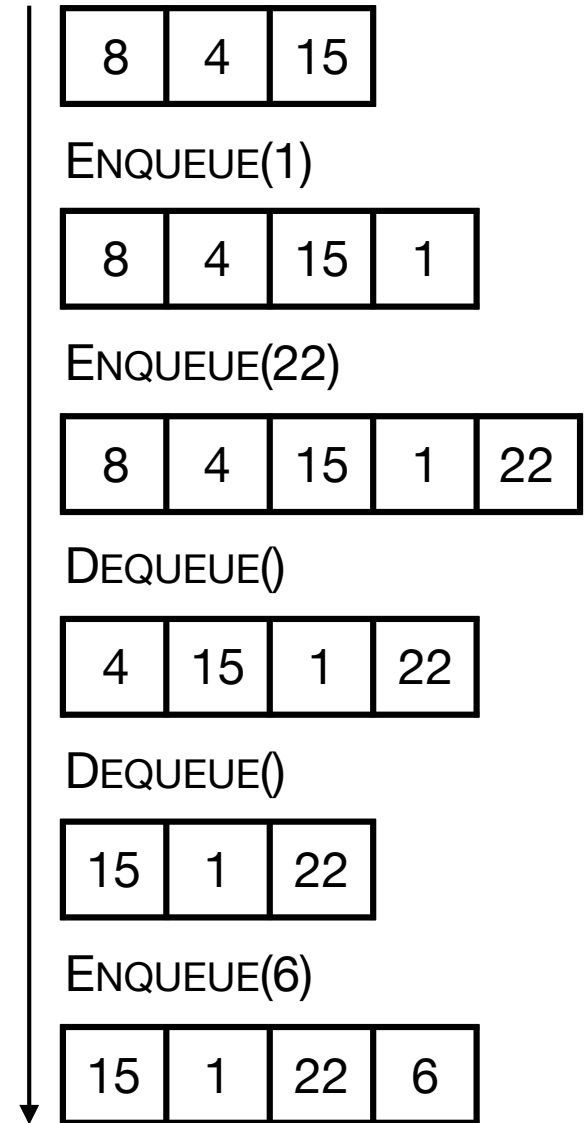 8 4 15
ENQUEUE(1)
8 4 15 1
ENQUEUE(22)
8 4 15 1 22
DEQUEUE()
4 15 1 22
DEQUEUE()
15 1 22
ENQUEUE(6)
15 1 22 6